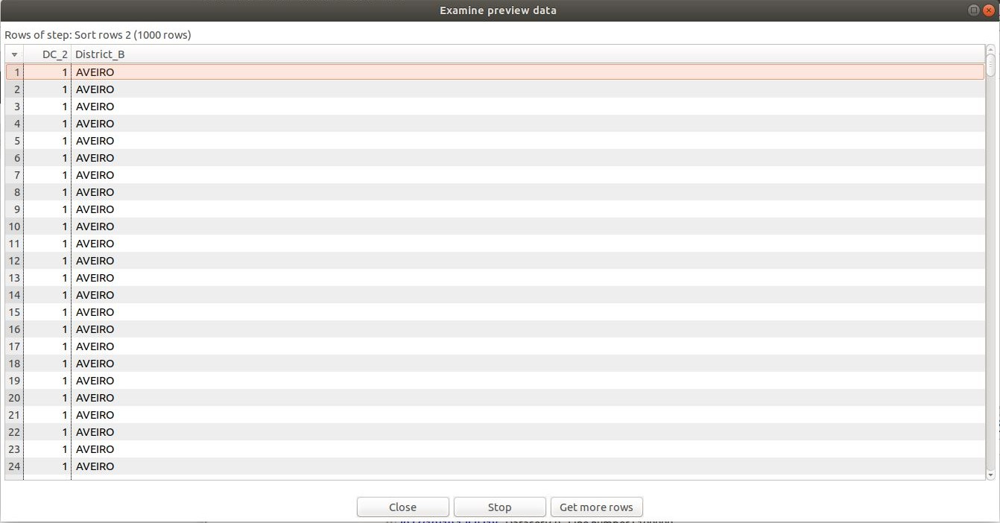 Examine preview data
Rows of step: Sort rows 2 (1000 rows)
DC_2 District_B
1 1 AVEIRO
2 1 AVEIRO
3 1 AVEIRO
4 1 AVEIRO
5 1 AVEIRO
6 1 AVEIRO
7 1 AVEIRO
8 1 AVEIRO
9 1 AVEIRO
10 1 AVEIRO
11 1 AVEIRO
12 1 AVEIRO
13 1 AVEIRO
14 1 AVEIRO
15 1 AVEIRO
16 1 AVEIRO
17 1 AVEIRO
18 1 AVEIRO
19 1 AVEIRO
20 1 AVEIRO
21 1 AVEIRO
22 1 AVEIRO
23 1 AVEIRO
24 1 AVEIRO
Close Stop Get more rows